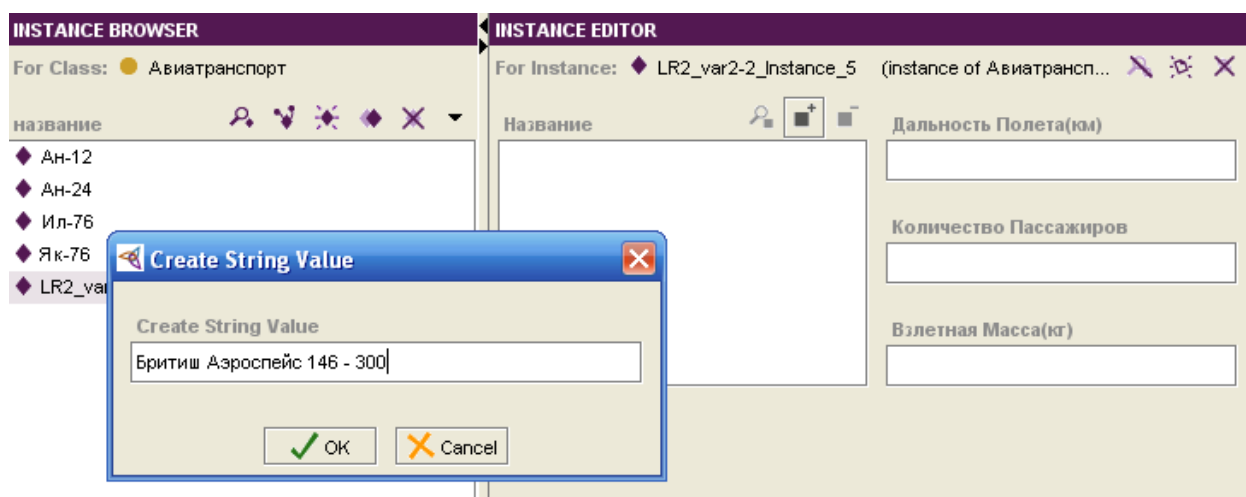 INSTANCE BROWSER
For Class: Авиатранспорт
название
Ан-12
Ан-24
Ил-76
Як-76
LR2_var
INSTANCE EDITOR
For Instance: LR2_var2-2_Instance_5 (instance of Авиатрансп...
Название
Дальность Полета(км)
Количество Пассажиров
Взлетная Масса(кг)
Create String Value
Create String Value
Бритиш Аэроспейс 146 - 300
OK Cancel